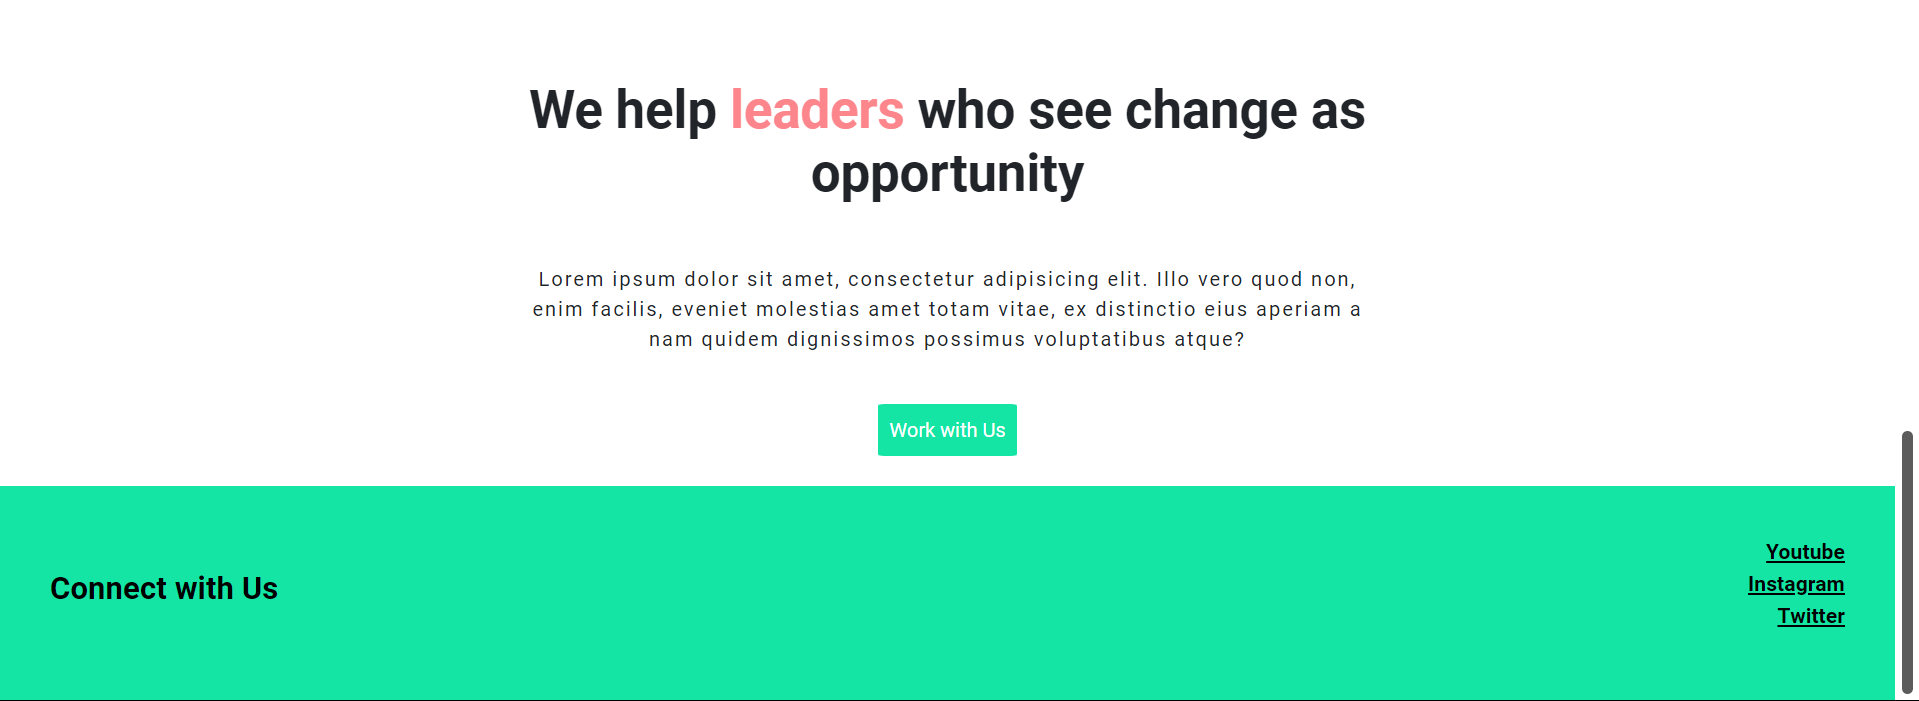 We help leaders who see change as
opportunity
Lorem ipsum dolor sit amet, consectetur adipisicing elit. Illo vero quod non,
enim facilis, eveniet molestias amet totam vitae, ex distinctio eius aperiam a
nam quidem dignissimos possimus voluptatibus atque?
Work with Us
Connect with Us
Youtube
Instagram
Twitter